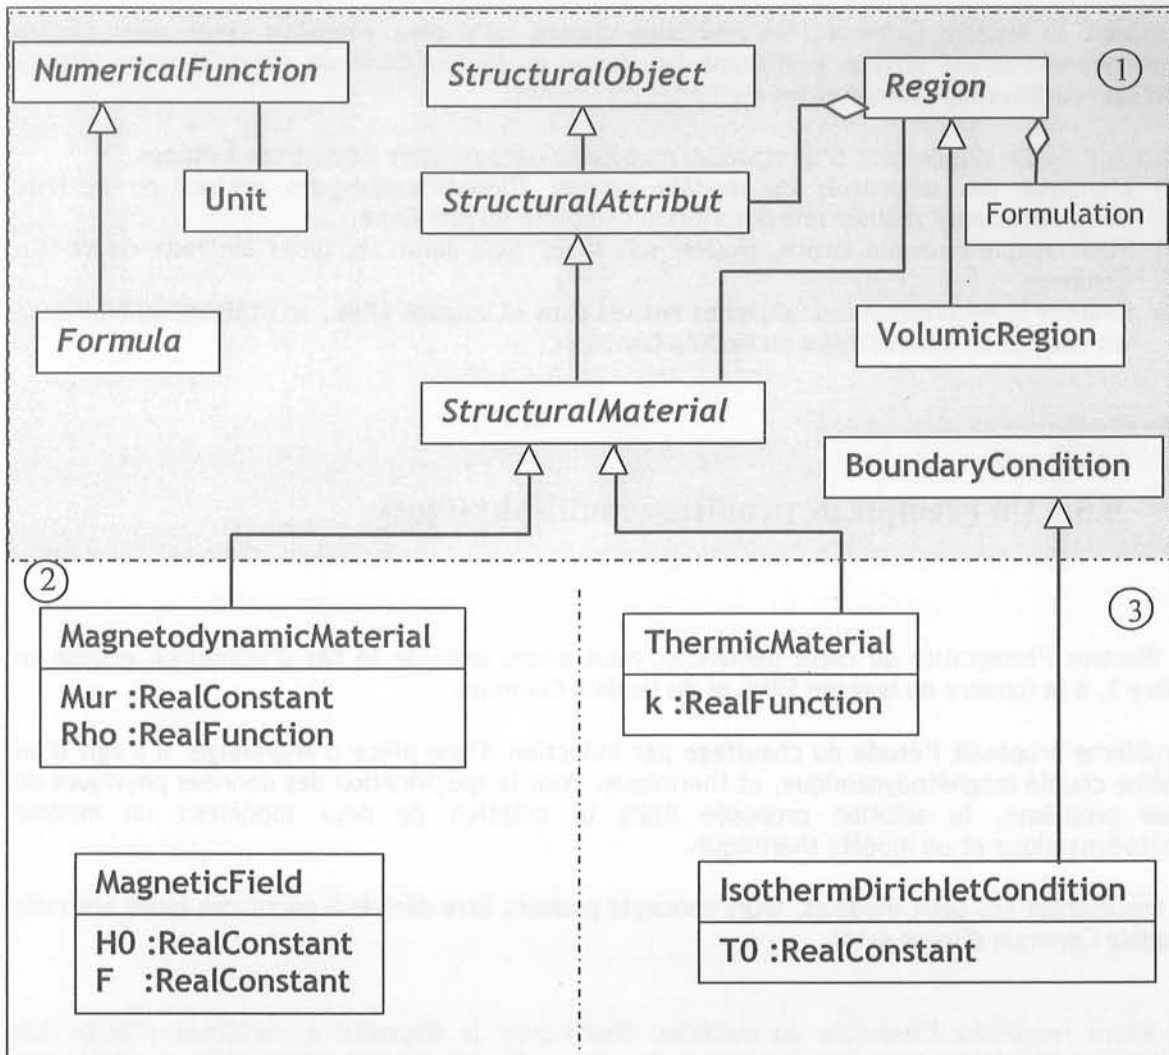 NumericalFunction
StructuralObject
Region
1
Unit
StructuralAttribut
Formulation
Formula
VolumicRegion
StructuralMaterial
BoundaryCondition
2
3
MagnetodynamicMaterial
Mur :RealConstant
Rho :RealFunction
ThermicMaterial
k :RealFunction
MagneticField
H0 :RealConstant
F :RealConstant
IsothermDirichletCondition
T0 :RealConstant